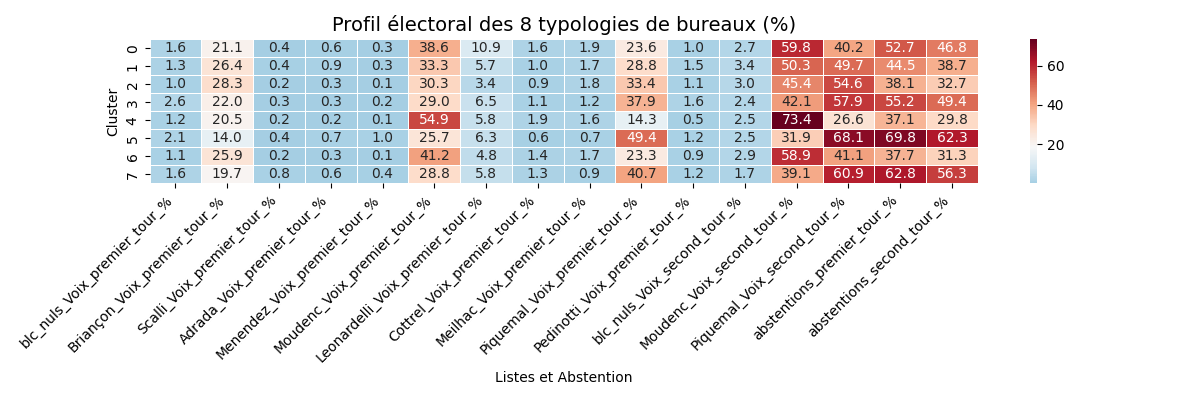 Profil électoral des 8 typologies de bureaux (%)
Cluster
0 1.6 21.1 0.4 0.6 0.3 38.6 10.9 1.6 1.9 23.6 1.0 2.7 59.8 40.2 52.7 46.8
1 1.3 26.4 0.4 0.9 0.3 33.3 5.7 1.0 1.7 28.8 1.5 3.4 50.3 49.7 44.5 38.7
2 1.0 28.3 0.2 0.3 0.1 30.3 3.4 0.9 1.8 33.4 1.1 3.0 45.4 54.6 38.1 32.7
3 2.6 22.0 0.3 0.3 0.2 29.0 6.5 1.1 1.2 37.9 1.6 2.4 42.1 57.9 55.2 49.4
4 1.2 20.5 0.2 0.2 0.1 54.9 5.8 1.9 1.6 14.3 0.5 2.5 73.4 26.6 37.1 29.8
5 2.1 14.0 0.4 0.7 1.0 25.7 6.3 0.6 0.7 49.4 1.2 2.5 31.9 68.1 69.8 62.3
6 1.1 25.9 0.2 0.3 0.1 41.2 4.8 1.4 1.7 23.3 0.9 2.9 58.9 41.1 37.7 31.3
7 1.6 19.7 0.8 0.6 0.4 28.8 5.8 1.3 0.9 40.7 1.2 1.7 39.1 60.9 62.8 56.3
60
40
20
blc_nuls_Voix_premier_tour_%
Briançon_Voix_premier_tour_%
Scalli_Voix_premier_tour_%
Adrada_Voix_premier_tour_%
Menendez_Voix_premier_tour_%
Moudenc_Voix_premier_tour_%
Leonardelli_Voix_premier_tour_%
Cottrel_Voix_premier_tour_%
Meilhac_Voix_premier_tour_%
Piquemal_Voix_premier_tour_%
Pedinotti_Voix_premier_tour_%
blc_nuls_Voix_second_tour_%
Moudenc_Voix_second_tour_%
Piquemal_Voix_second_tour_%
abstentions_premier_tour_%
abstentions_second_tour_%
Listes et Abstention